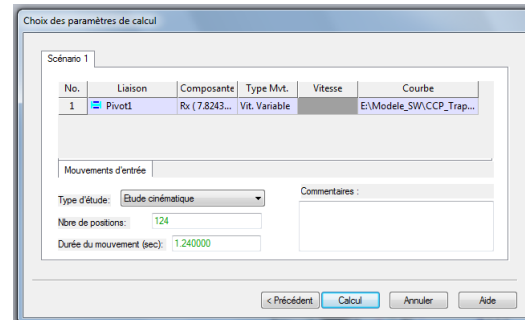 Choix des paramètres de calcul
Scénario 1
No. Liaison Composante Type Mvt. Vitesse Courbe
1 Pivot1 Rx ( 7.8243... Vit. Variable E:\Modele_SW\CCP_Trap...
Mouvements d'entrée
Type d'étude: Etude cinématique
Commentaires :
Nbre de positions: 124
Durée du mouvement (sec): 1.240000
< Précédent Calcul Annuler Aide